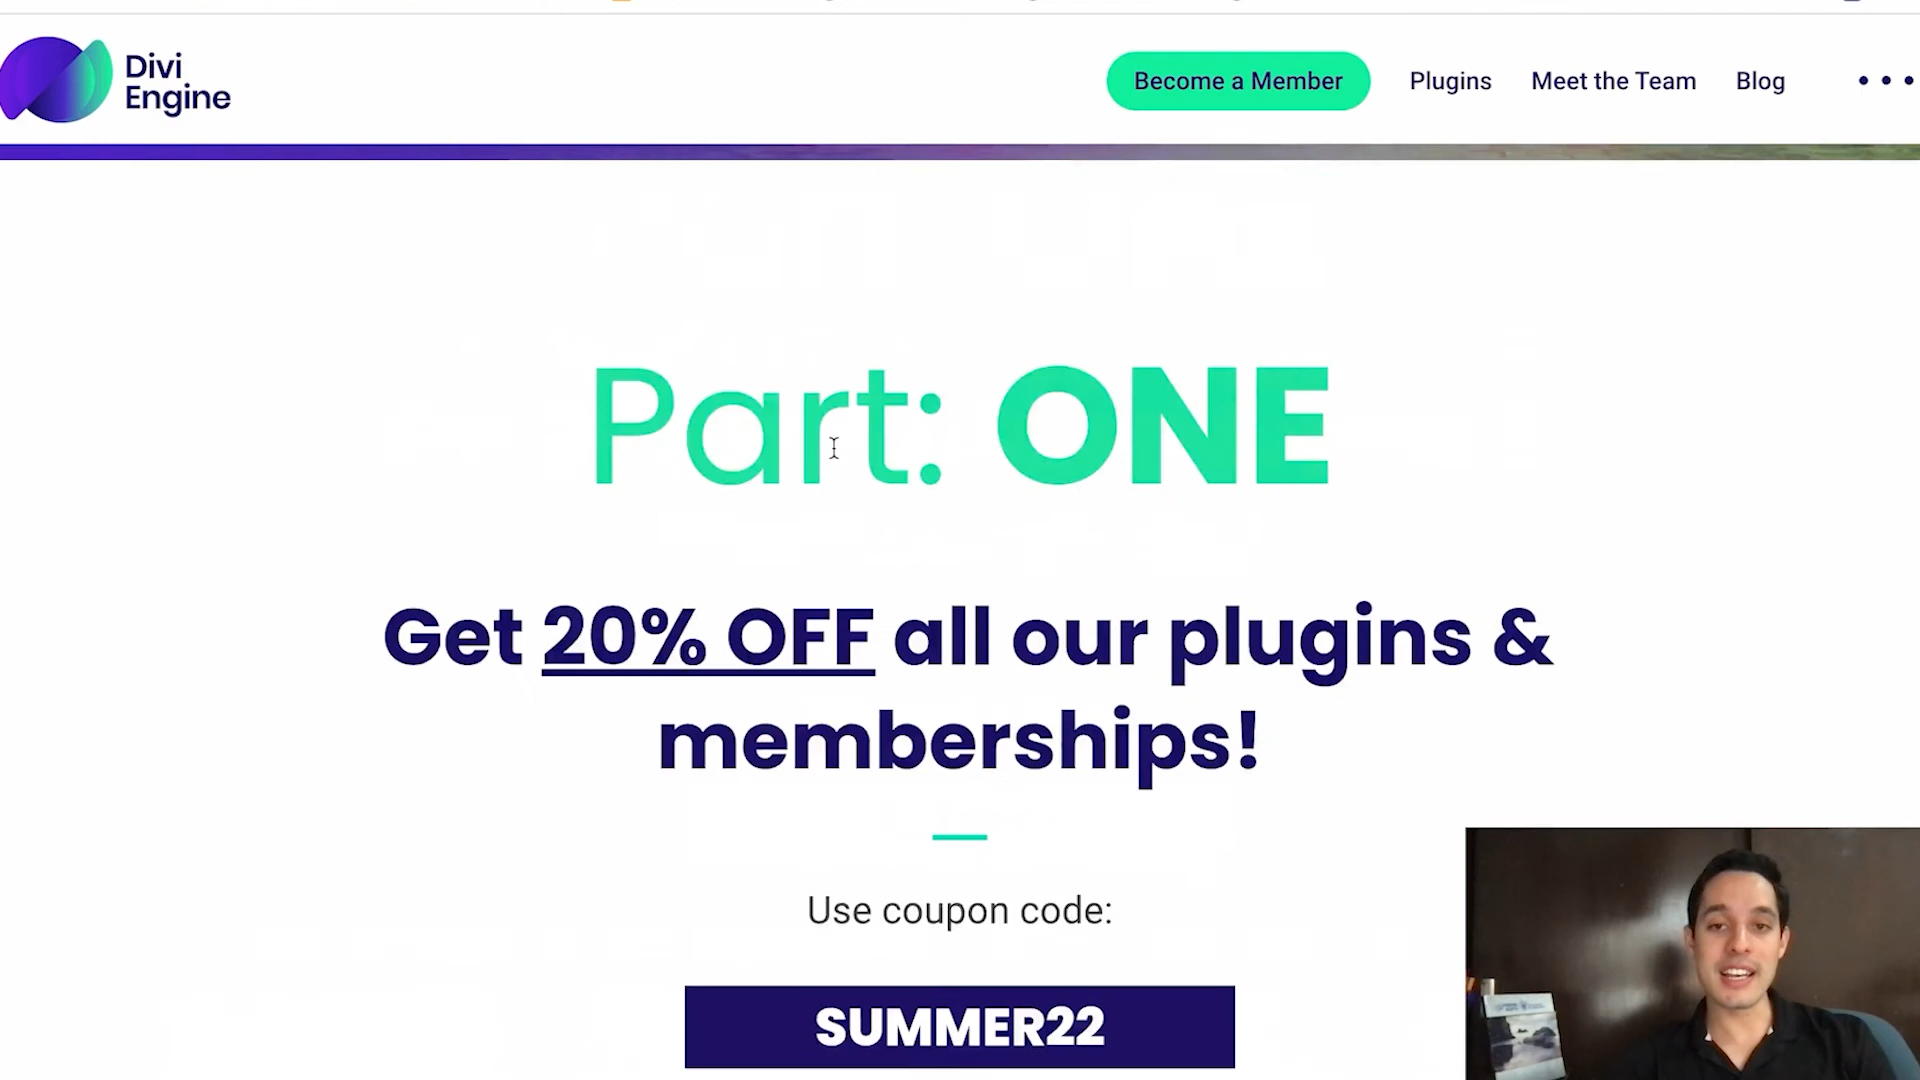 Divi
Engine
Become a Member
Plugins
Meet the Team
Blog
Part: ONE
Get 20% OFF all our plugins &
memberships!
Use coupon code:
SUMMER22